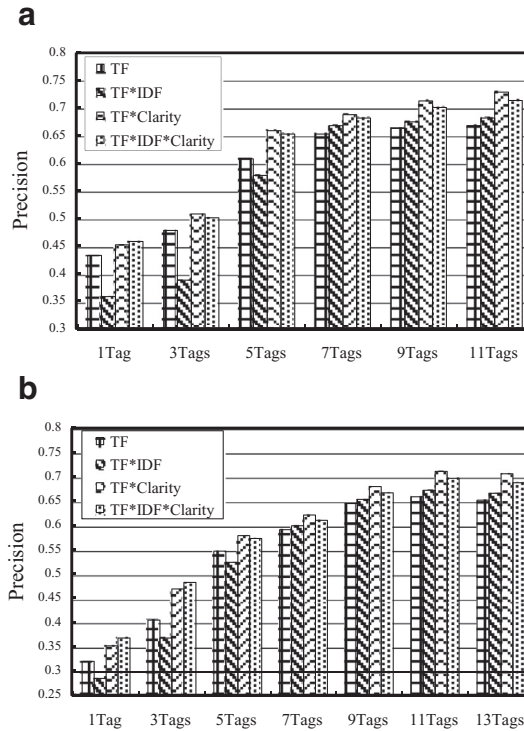 a
0.8
0.75
0.7
0.65
0.6
0.55
0.5
0.45
0.4
0.35
0.3
Precision
TF
TF*IDF
TF*Clarity
TF*IDF*Clarity
1Tag 3Tags 5Tags 7Tags 9Tags 11Tags
b
0.8
0.75
0.7
0.65
0.6
0.55
0.5
0.45
0.4
0.35
0.3
0.25
Precision
TF
TF*IDF
TF*Clarity
TF*IDF*Clarity
1Tag 3Tags 5Tags 7Tags 9Tags 11Tags 13Tags